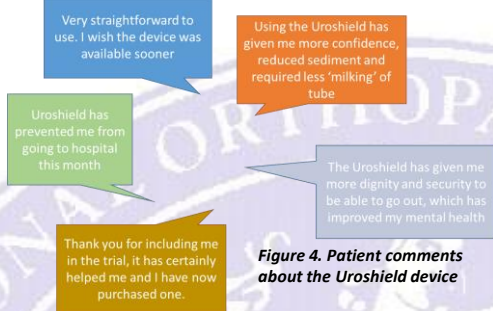 Very straightforward to
use. I wish the device was
available sooner
Using the Uroshield has
given me more confidence,
reduced sediment and
required less ‘milking’ of
tube
Uroshield has
prevented me from
going to hospital
this month
The Uroshield has given me
more dignity and security to
be able to go out, which has
improved my mental health
Thank you for including me
in the trial, it has certainly
helped me and I have now
purchased one.
Figure 4. Patient comments
about the Uroshield device
ONAL ORTHOPA